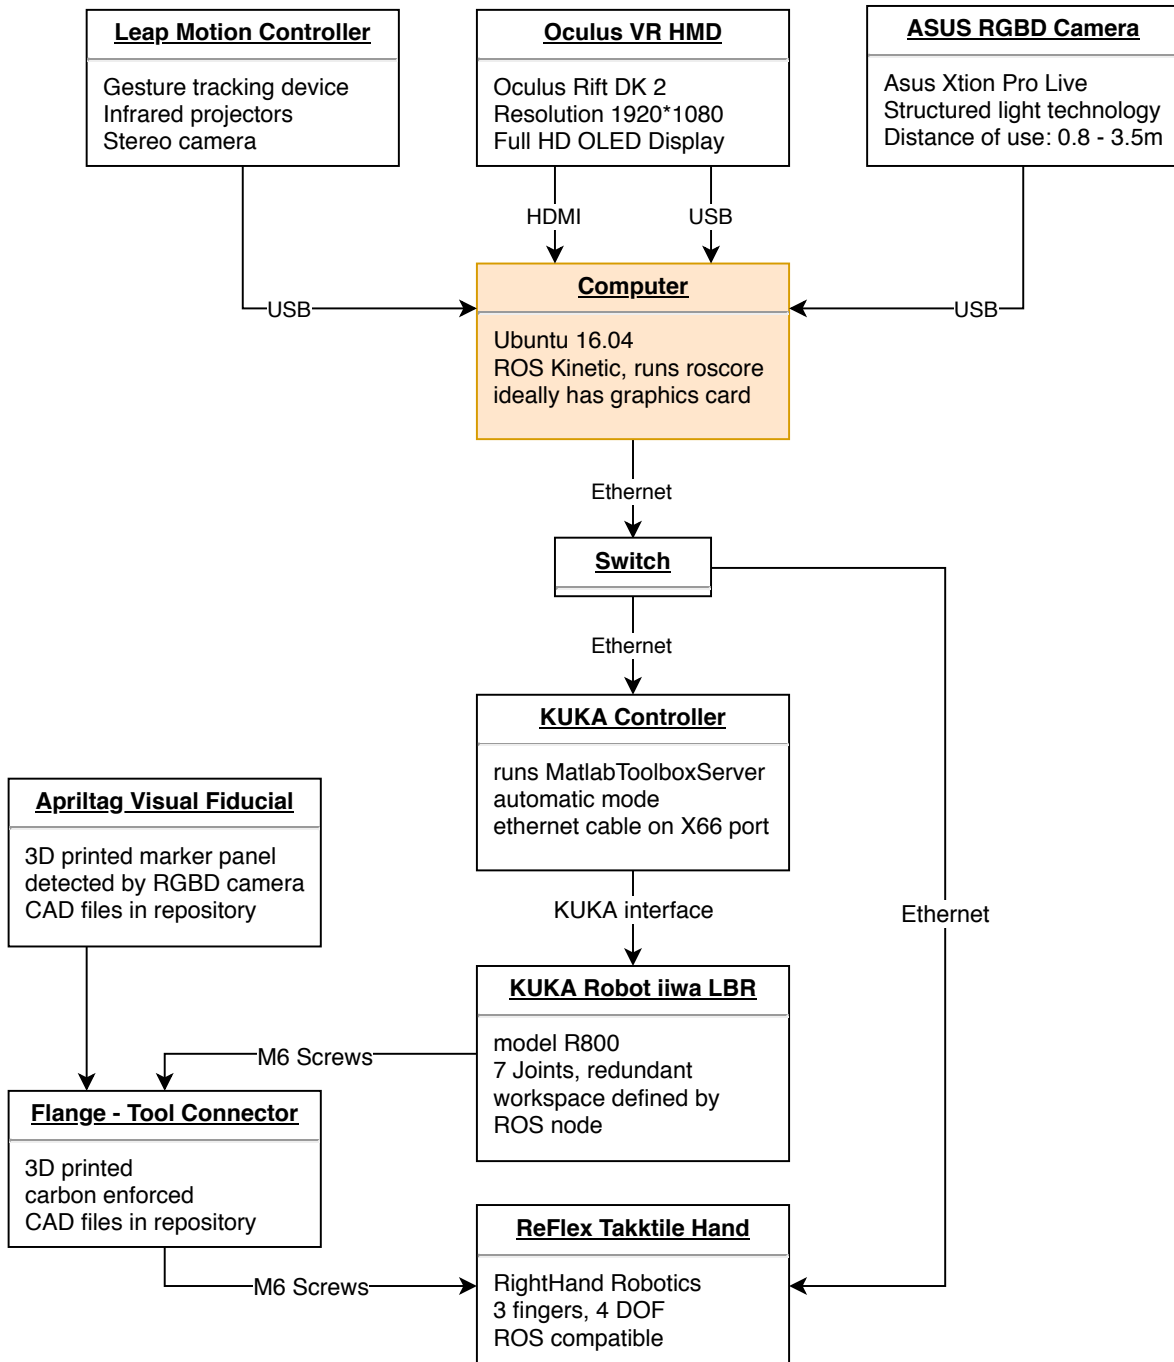 Leap Motion Controller
Gesture tracking device
Infrared projectors
Stereo camera
Oculus VR HMD
Oculus Rift DK 2
Resolution 1920*1080
Full HD OLED Display
ASUS RGBD Camera
Asus Xtion Pro Live
Structured light technology
Distance of use: 0.8 - 3.5m
HDMI
USB
USB
USB
Computer
Ubuntu 16.04
ROS Kinetic, runs roscore
ideally has graphics card
Ethernet
Switch
Ethernet
KUKA Controller
runs MatlabToolboxServer
automatic mode
ethernet cable on X66 port
Apriltag Visual Fiducial
3D printed marker panel
detected by RGBD camera
CAD files in repository
KUKA interface
Ethernet
KUKA Robot iiwa LBR
model R800
7 Joints, redundant
workspace defined by
ROS node
M6 Screws
Flange - Tool Connector
3D printed
carbon enforced
CAD files in repository
M6 Screws
ReFlex Takktile Hand
RightHand Robotics
3 fingers, 4 DOF
ROS compatible